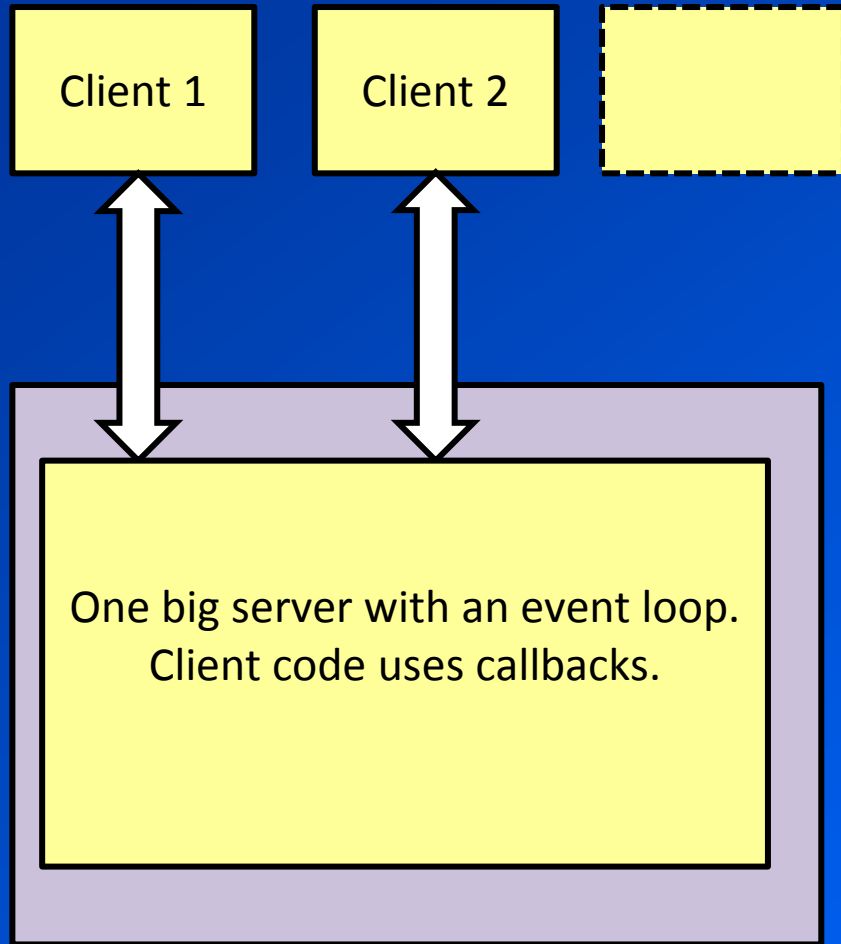 Client 1
Client 2
One big server with an event loop.
Client code uses callbacks.